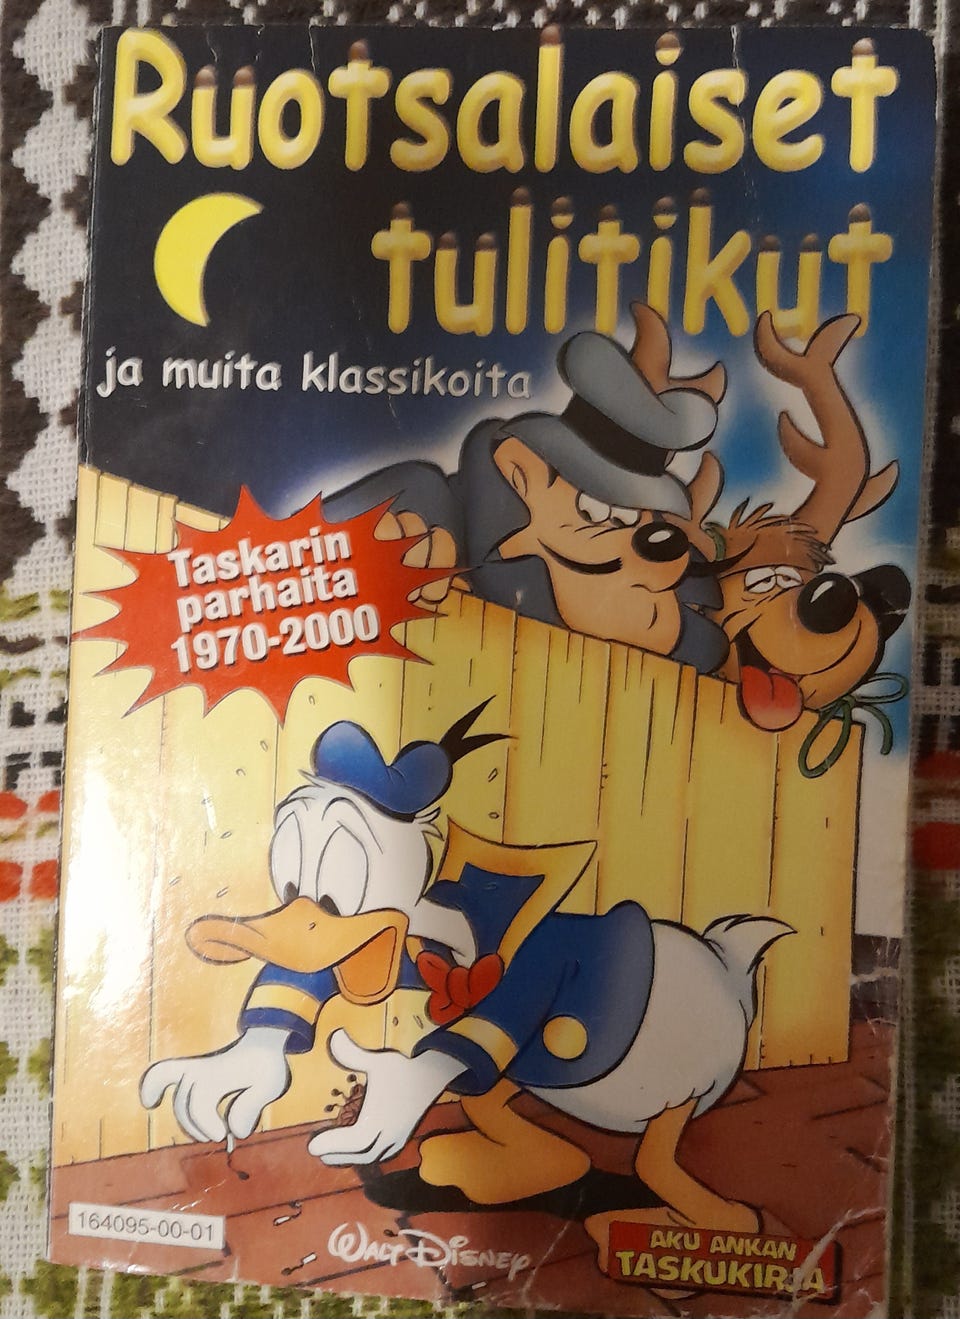 Ruotsalaiset
tulitikut
ja muita klassikoita
Taskarin
parhaita
1970-2000
164095-00-01
WALT DISNEY
AKU ANKAN
TASKUKIRJA